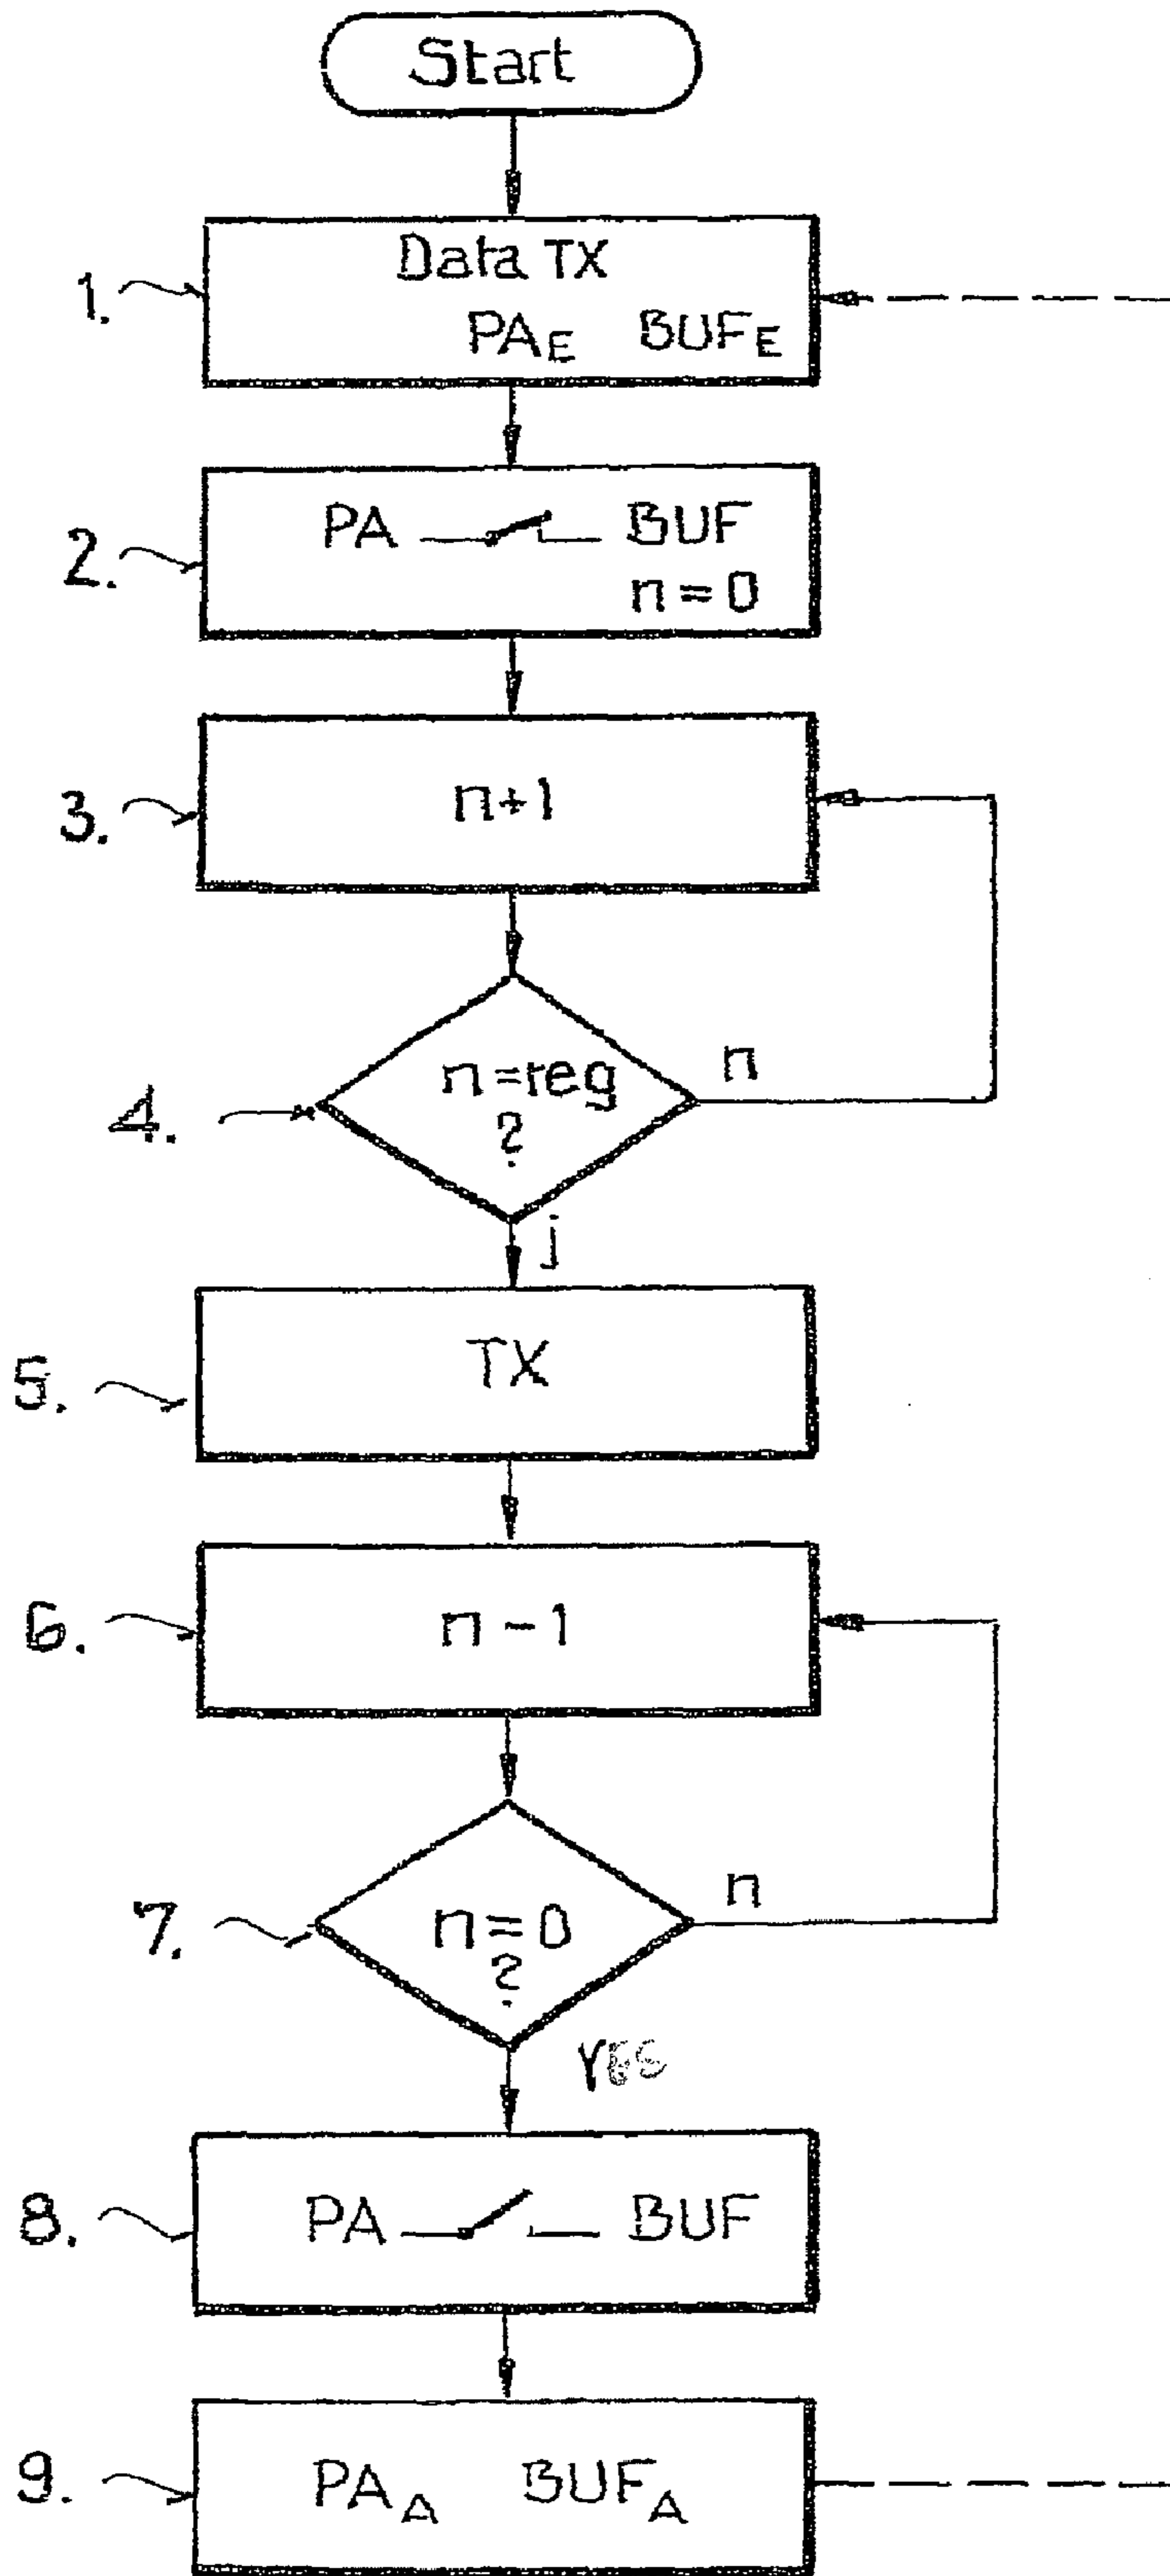 Start
Data TX
PAE BUFE
1.
PA BUF
n = 0
2.
n+1
3.
n=reg
?
n
4.
j
TX
5.
n - 1
6.
n = 0
?
n
7.
YES
PA BUF
8.
PAA BUFA
9.